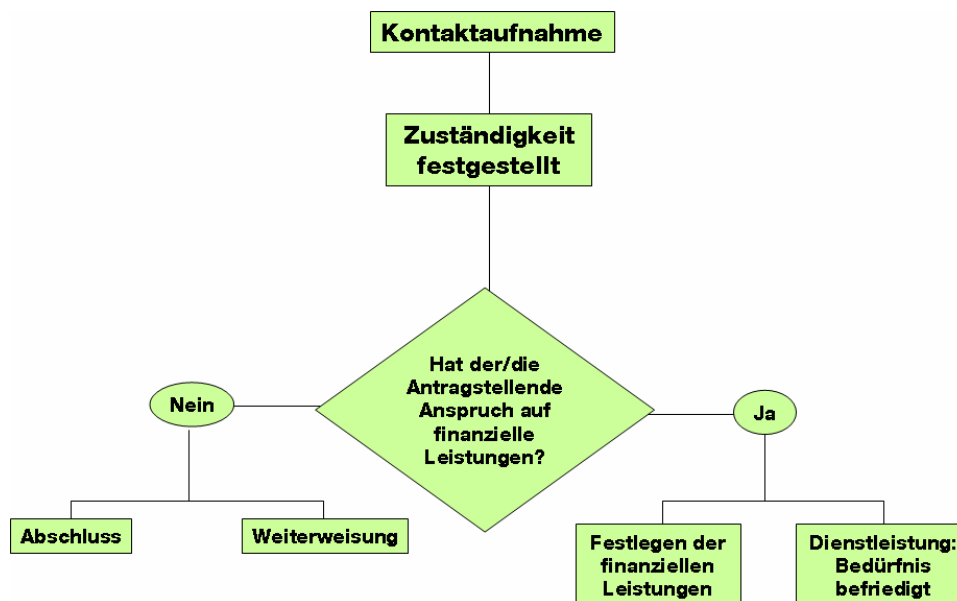 Kontaktaufnahme
Zuständigkeit
festgestellt
Hat der/die
Antragstellende
Anspruch auf
finanzielle
Leistungen?
Nein
Ja
Abschluss
Weiterweisung
Festlegen der
finanziellen
Leistungen
Dienstleistung:
Bedürfnis
befriedigt